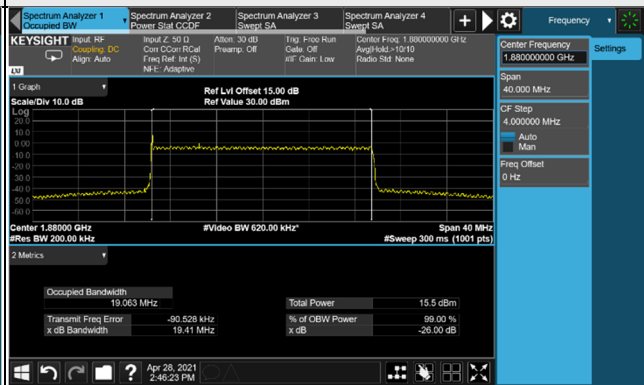 Spectrum Analyzer 1
Occupied BW
Spectrum Analyzer 2
Power Stat CCDF
Spectrum Analyzer 3
Swept SA
Spectrum Analyzer 4
Swept SA
Frequency
KEYSIGHT
Input: RF
Coupling: DC
Align: Auto
Input Z: 50 Ω
Corr CCorr RCal
Freq Ref: Int (S)
NFE: Adaptive
Atten: 30 dB
Preamp: Off
Trig: Free Run
Gate: Off
#IF Gain: Low
Center Freq: 1.880000000 GHz
Avg|Hold:>10/10
Radio Std: None
LXI
Center Frequency
1.880000000 GHz
Settings
Span
40.000 MHz
CF Step
4.000000 MHz
Auto
Man
Freq Offset
0 Hz
1 Graph
Scale/Div 10.0 dB
Ref Lvl Offset 15.00 dB
Ref Value 30.00 dBm
Log
20.0
10.0
0.00
-10.0
-20.0
-30.0
-40.0
-50.0
-60.0
Center 1.88000 GHz
#Res BW 200.00 kHz
#Video BW 620.00 kHz*
Span 40 MHz
#Sweep 300 ms (1001 pts)
2 Metrics
Occupied Bandwidth
19.063 MHz
Total Power
15.5 dBm
Transmit Freq Error
-90.528 kHz
% of OBW Power
99.00 %
x dB Bandwidth
19.41 MHz
x dB
-26.00 dB
?
Apr 28, 2021
2:46:23 PM